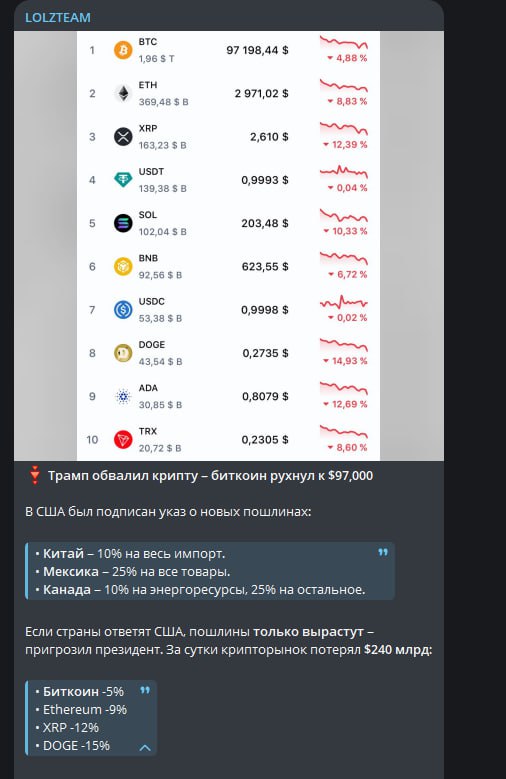 LOLZTEAM
1 BTC 97 198,44 $
1,96 $ T ▼ 4,88 %
2 ETH 2 971,02 $
369,48 $ B ▼ 8,83 %
3 XRP 2,610 $
163,23 $ B ▼ 12,39 %
4 USDT 0,9993 $
139,38 $ B ▼ 0,04 %
5 SOL 203,48 $
102,04 $ B ▼ 10,33 %
6 BNB 623,55 $
92,56 $ B ▼ 6,72 %
7 USDC 0,9998 $
53,38 $ B ▼ 0,02 %
8 DOGE 0,2735 $
43,54 $ B ▼ 14,93 %
9 ADA 0,8079 $
30,85 $ B ▼ 12,69 %
10 TRX 0,2305 $
20,72 $ B ▼ 8,60 %
Трамп обвалил крипту – биткоин рухнул к $97,000
В США был подписан указ о новых пошлинах:
• Китай – 10% на весь импорт.
• Мексика – 25% на все товары.
• Канада – 10% на энергоресурсы, 25% на остальное.
Если страны ответят США, пошлины только вырастут –
пригрозил президент. За сутки крипторынок потерял $240 млрд:
• Биткоин -5%
• Ethereum -9%
• XRP -12%
• DOGE -15%